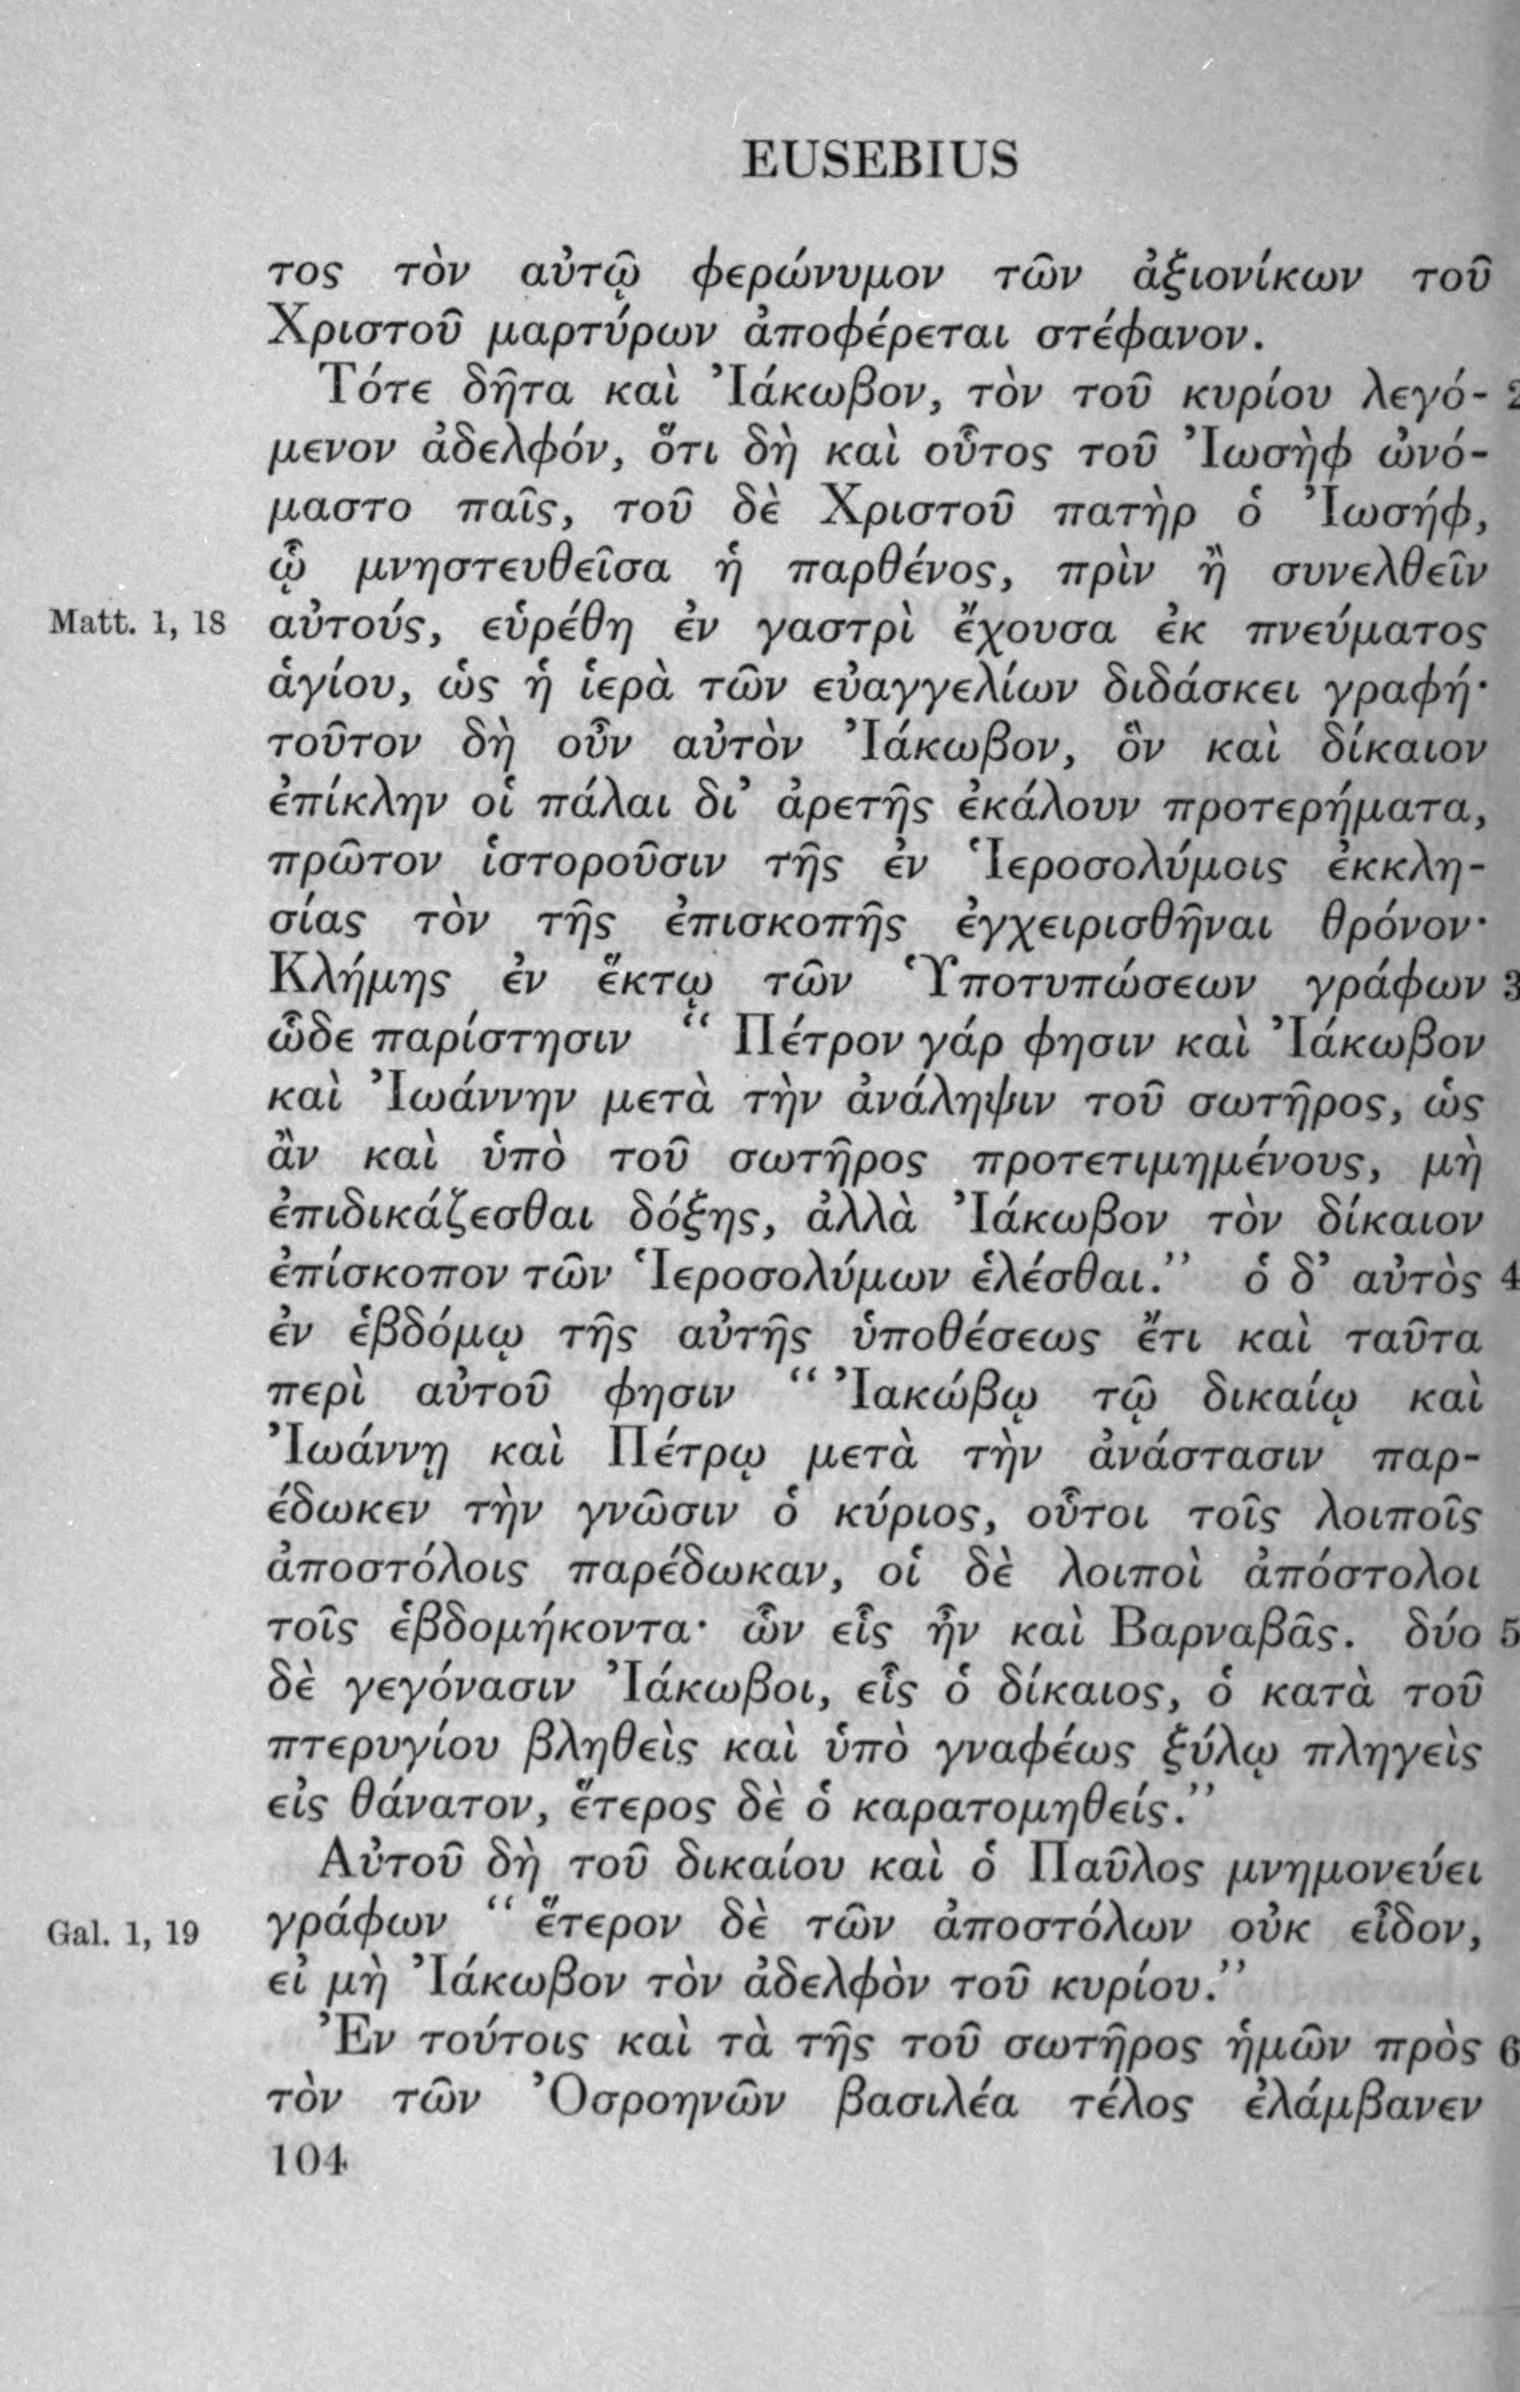 EUSEBIUS
τος τὸν αὐτῷ φερώνυμον τῶν ἀξιονίκων τοῦ
Χριστοῦ μαρτύρων ἀποφέρεται στέφανον.
Τότε δῆτα καὶ Ἰάκωβον, τὸν τοῦ κυρίου λεγό- 2
μενον ἀδελφόν, ὅτι δὴ καὶ οὗτος τοῦ Ἰωσὴφ ὠνό-
μαστο παῖς, τοῦ δὲ Χριστοῦ πατὴρ ὁ Ἰωσήφ,
ᾧ μνηστευθεῖσα ἡ παρθένος, πρὶν ἢ συνελθεῖν
Matt. 1, 18 αὐτούς, εὑρέθη ἐν γαστρὶ ἔχουσα ἐκ πνεύματος
ἁγίου, ὡς ἡ ἱερὰ τῶν εὐαγγελίων διδάσκει γραφή·
τοῦτον δὴ οὖν αὐτὸν Ἰάκωβον, ὃν καὶ δίκαιον
ἐπίκλην οἱ πάλαι δι’ ἀρετῆς ἐκάλουν προτερήματα,
πρῶτον ἱστοροῦσιν τῆς ἐν Ἱεροσολύμοις ἐκκλη-
σίας τὸν τῆς ἐπισκοπῆς ἐγχειρισθῆναι θρόνον·
Κλήμης ἐν ἕκτῳ τῶν Ὑποτυπώσεων γράφων 3
ὧδε παρίστησιν “ Πέτρον γάρ φησιν καὶ Ἰάκωβον
καὶ Ἰωάννην μετὰ τὴν ἀνάληψιν τοῦ σωτῆρος, ὡς
ἂν καὶ ὑπὸ τοῦ σωτῆρος προτετιμημένους, μὴ
ἐπιδικάζεσθαι δόξης, ἀλλὰ Ἰάκωβον τὸν δίκαιον
ἐπίσκοπον τῶν Ἱεροσολύμων ἑλέσθαι.” ὁ δ’ αὐτὸς 4
ἐν ἑβδόμῳ τῆς αὐτῆς ὑποθέσεως ἔτι καὶ ταῦτα
περὶ αὐτοῦ φησιν “ Ἰακώβῳ τῷ δικαίῳ καὶ
Ἰωάννῃ καὶ Πέτρῳ μετὰ τὴν ἀνάστασιν παρ-
έδωκεν τὴν γνῶσιν ὁ κύριος, οὗτοι τοῖς λοιποῖς
ἀποστόλοις παρέδωκαν, οἱ δὲ λοιποὶ ἀπόστολοι
τοῖς ἑβδομήκοντα· ὧν εἷς ἦν καὶ Βαρναβᾶς. δύο 5
δὲ γεγόνασιν Ἰάκωβοι, εἷς ὁ δίκαιος, ὁ κατὰ τοῦ
πτερυγίου βληθεὶς καὶ ὑπὸ γναφέως ξύλῳ πληγεὶς
εἰς θάνατον, ἕτερος δὲ ὁ καρατομηθείς.”
Αὐτοῦ δὴ τοῦ δικαίου καὶ ὁ Παῦλος μνημονεύει
Gal. 1, 19 γράφων “ ἕτερον δὲ τῶν ἀποστόλων οὐκ εἶδον,
εἰ μὴ Ἰάκωβον τὸν ἀδελφὸν τοῦ κυρίου.”
Ἐν τούτοις καὶ τὰ τῆς τοῦ σωτῆρος ἡμῶν πρὸς 6
τὸν τῶν Ὀσροηνῶν βασιλέα τέλος ἐλάμβανεν
104